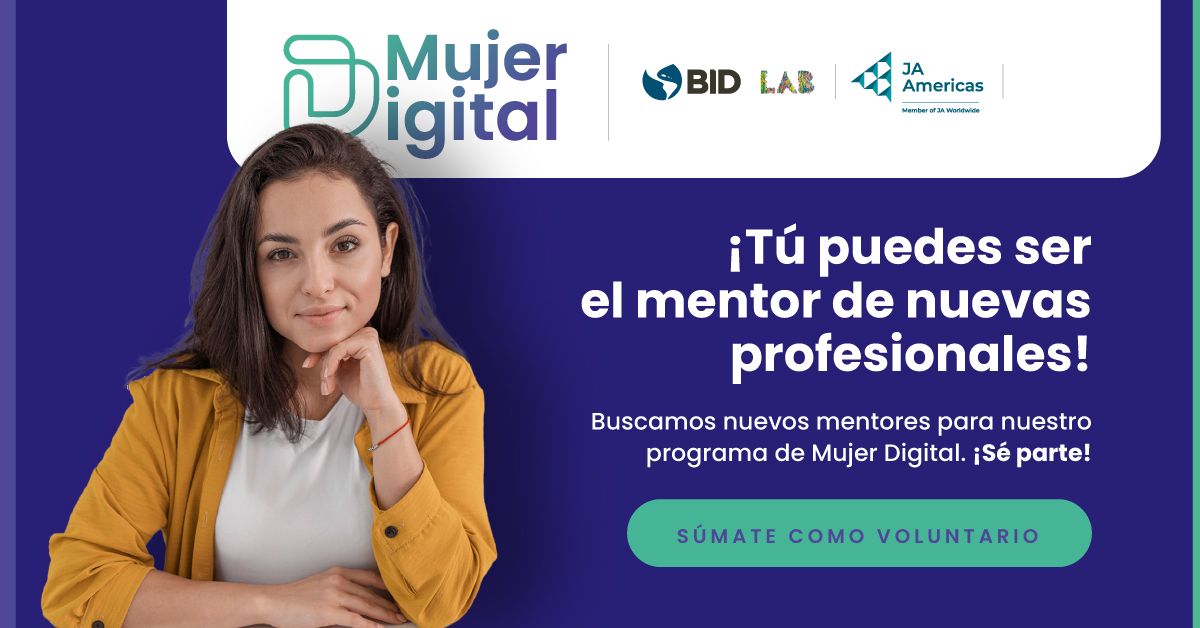 Mujer
Digital
BID
LAB
JA
Americas
Member of JA Worldwide
¡Tú puedes ser
el mentor de nuevas
profesionales!
Buscamos nuevos mentores para nuestro
programa de Mujer Digital. ¡Sé parte!
SÚMATE COMO VOLUNTARIO